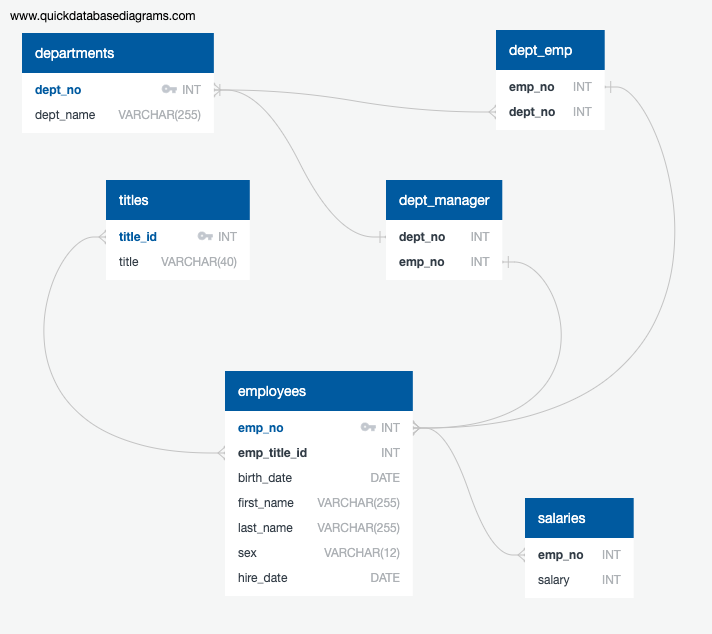 www.quickdatabasediagrams.com
departments
dept_no INT
dept_name VARCHAR(255)
dept_emp
emp_no INT
dept_no INT
titles
title_id INT
title VARCHAR(40)
dept_manager
dept_no INT
emp_no INT
employees
emp_no INT
emp_title_id INT
birth_date DATE
first_name VARCHAR(255)
last_name VARCHAR(255)
sex VARCHAR(12)
hire_date DATE
salaries
emp_no INT
salary INT